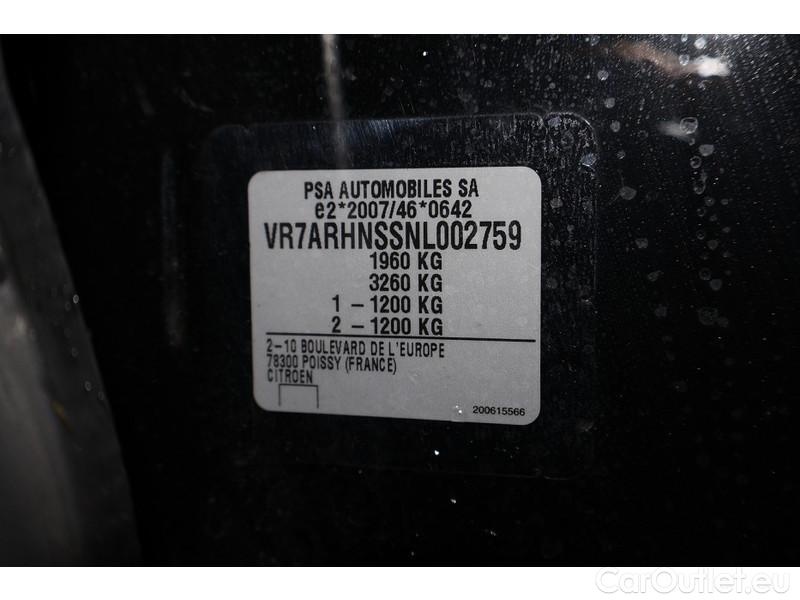 PSA AUTOMOBILES SA
e2*2007/46*0642
VR7ARHNSSNL002759
1960 KG
3260 KG
1 - 1200 KG
2 - 1200 KG
2-10 BOULEVARD DE L'EUROPE
78300 POISSY (FRANCE)
CITROEN
200615566
CarOutlet.eu